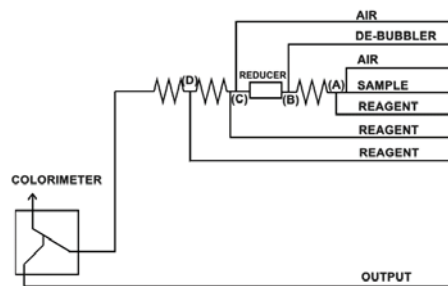 AIR
DE-BUBBLER
AIR
(D)
REDUCER
(A)
(C)
(B)
SAMPLE
REAGENT
REAGENT
REAGENT
COLORIMETER
OUTPUT